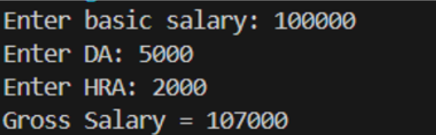 Enter basic salary: 100000
Enter DA: 5000
Enter HRA: 2000
Gross Salary = 107000